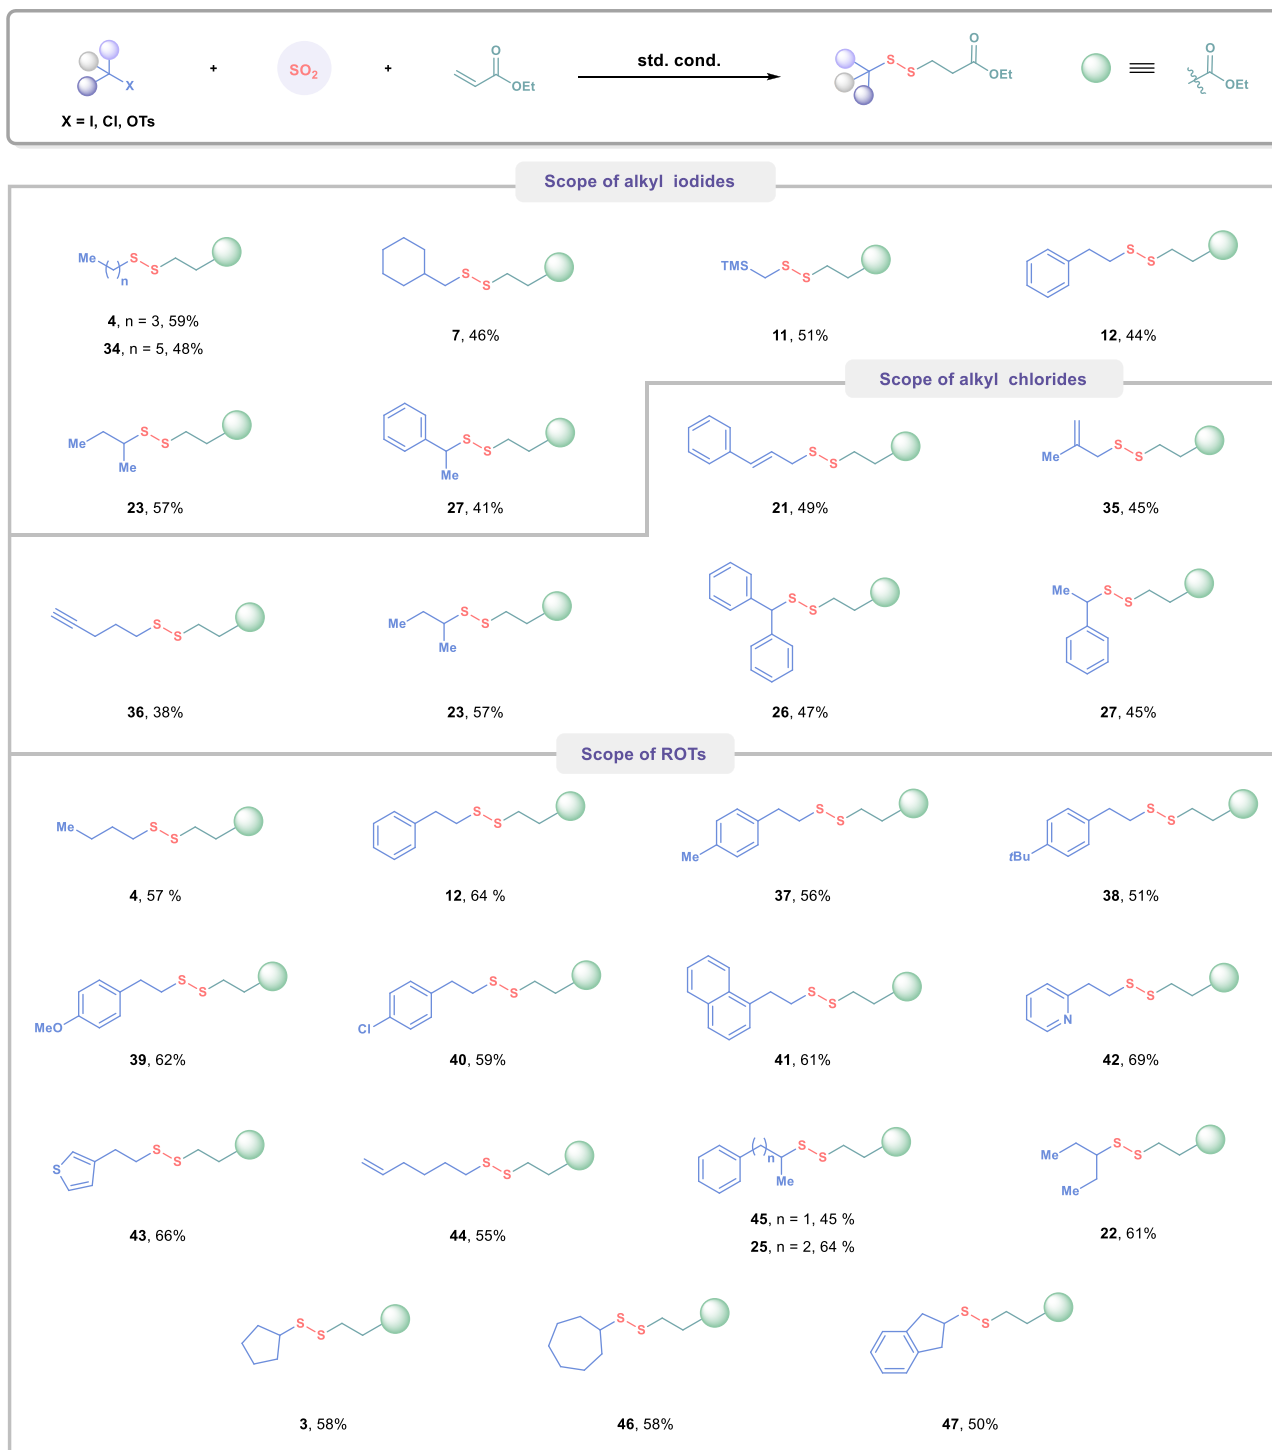 X
+
SO2
+
O
OEt
std. cond.
S
S
O
OEt
O
OEt
X = I, Cl, OTs
Scope of alkyl iodides
Me
n
S
S
4, n = 3, 59%
34, n = 5, 48%
S
S
7, 46%
TMS
S
S
11, 51%
S
S
12, 44%
Me
Me
S
S
23, 57%
Me
S
S
27, 41%
Scope of alkyl chlorides
S
S
21, 49%
Me
S
S
35, 45%
S
S
36, 38%
Me
Me
S
S
23, 57%
S
S
26, 47%
Me
S
S
27, 45%
Scope of ROTs
Me
S
S
4, 57 %
S
S
12, 64 %
Me
S
S
37, 56%
tBu
S
S
38, 51%
MeO
S
S
39, 62%
Cl
S
S
40, 59%
S
S
41, 61%
N
S
S
42, 69%
S
S
S
43, 66%
S
S
44, 55%
n
Me
S
S
45, n = 1, 45 %
25, n = 2, 64 %
Me
Me
S
S
22, 61%
S
S
3, 58%
S
S
46, 58%
S
S
47, 50%